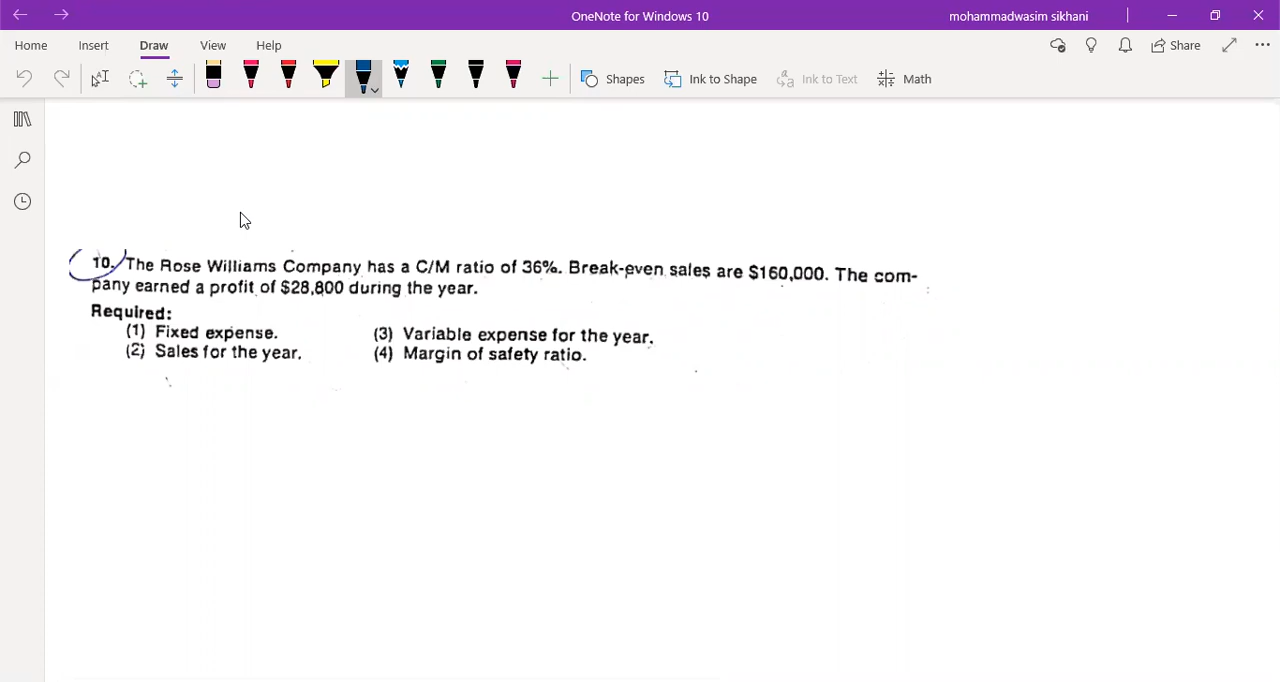 OneNote for Windows 10
mohammadwasim sikhani
Home Insert Draw View Help
Share
Shapes Ink to Shape Ink to Text Math
10. The Rose Williams Company has a C/M ratio of 36%. Break-even sales are $160,000. The com-
pany earned a profit of $28,800 during the year.
Required:
(1) Fixed expense.
(2) Sales for the year.
(3) Variable expense for the year.
(4) Margin of safety ratio.